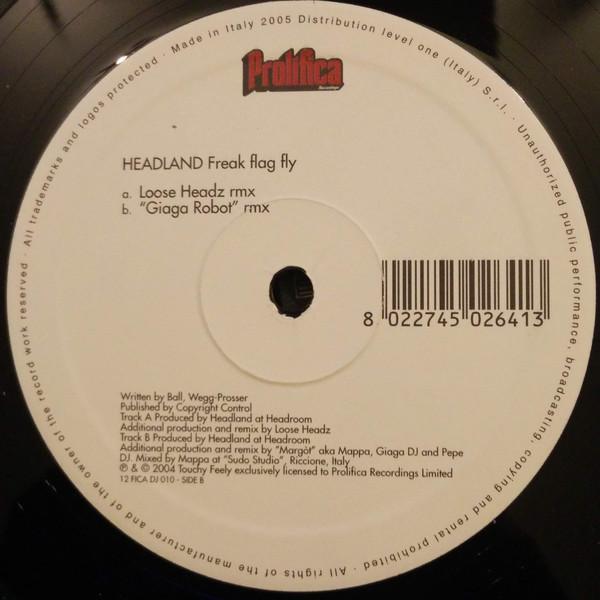 All rights of the manufacturer and of the owner of the record work reserved · All trademarks and logos protected · Made in Italy 2005 Distribution level one (Italy) S.r.l. · Unauthorized public performance, broadcasting, copying and rental prohibited ·
Prolifica
Recordings
HEADLAND Freak flag fly
a. Loose Headz rmx
b. "Giaga Robot" rmx
8 022745 026413
Written by Ball, Wegg-Prosser
Published by Copyright Control
Track A Produced by Headland at Headroom
Additional production and remix by Loose Headz
Track B Produced by Headland at Headroom
Additional production and remix by "Margòt" aka Mappa, Giaga DJ and Pepe
DJ. Mixed by Mappa at "Sudo Studio", Riccione, Italy
℗ & © 2004 Touchy Feely exclusively licensed to Prolifica Recordings Limited
12 FICA DJ 010 - SIDE B